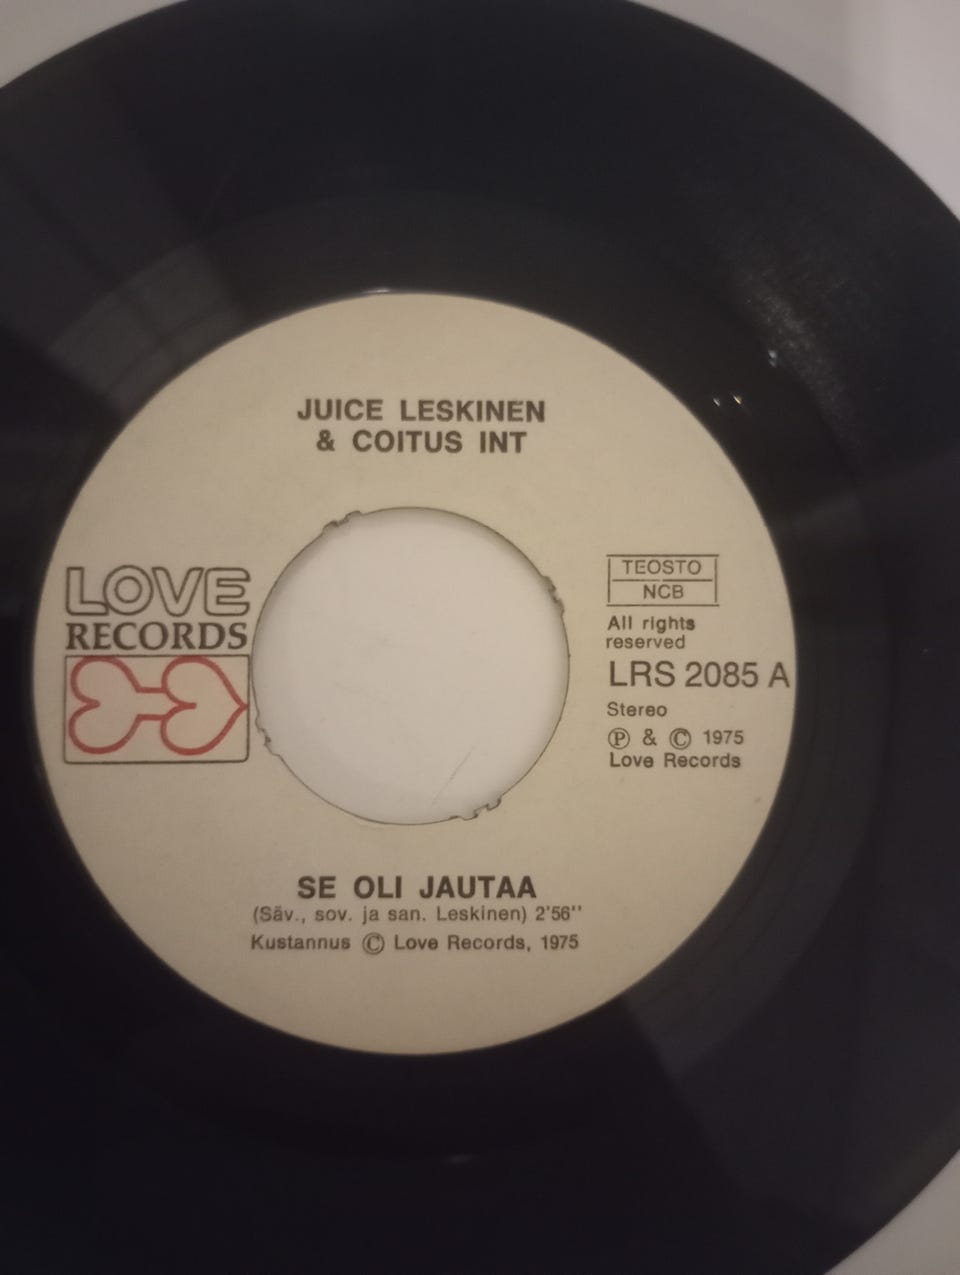 JUICE LESKINEN
& COITUS INT
LOVE
RECORDS
TEOSTO
NCB
All rights
reserved
LRS 2085 A
Stereo
Ⓟ & © 1975
Love Records
SE OLI JAUTAA
(Säv., sov. ja san. Leskinen) 2'56''
Kustannus © Love Records, 1975